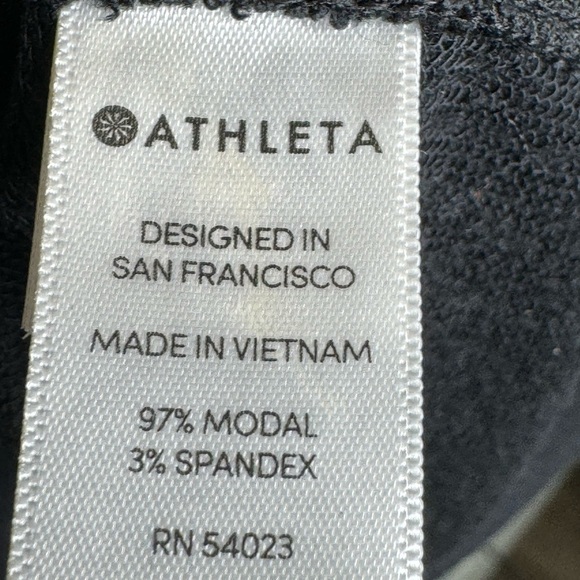 ATHLETA
DESIGNED IN
SAN FRANCISCO
MADE IN VIETNAM
97% MODAL
3% SPANDEX
RN 54023